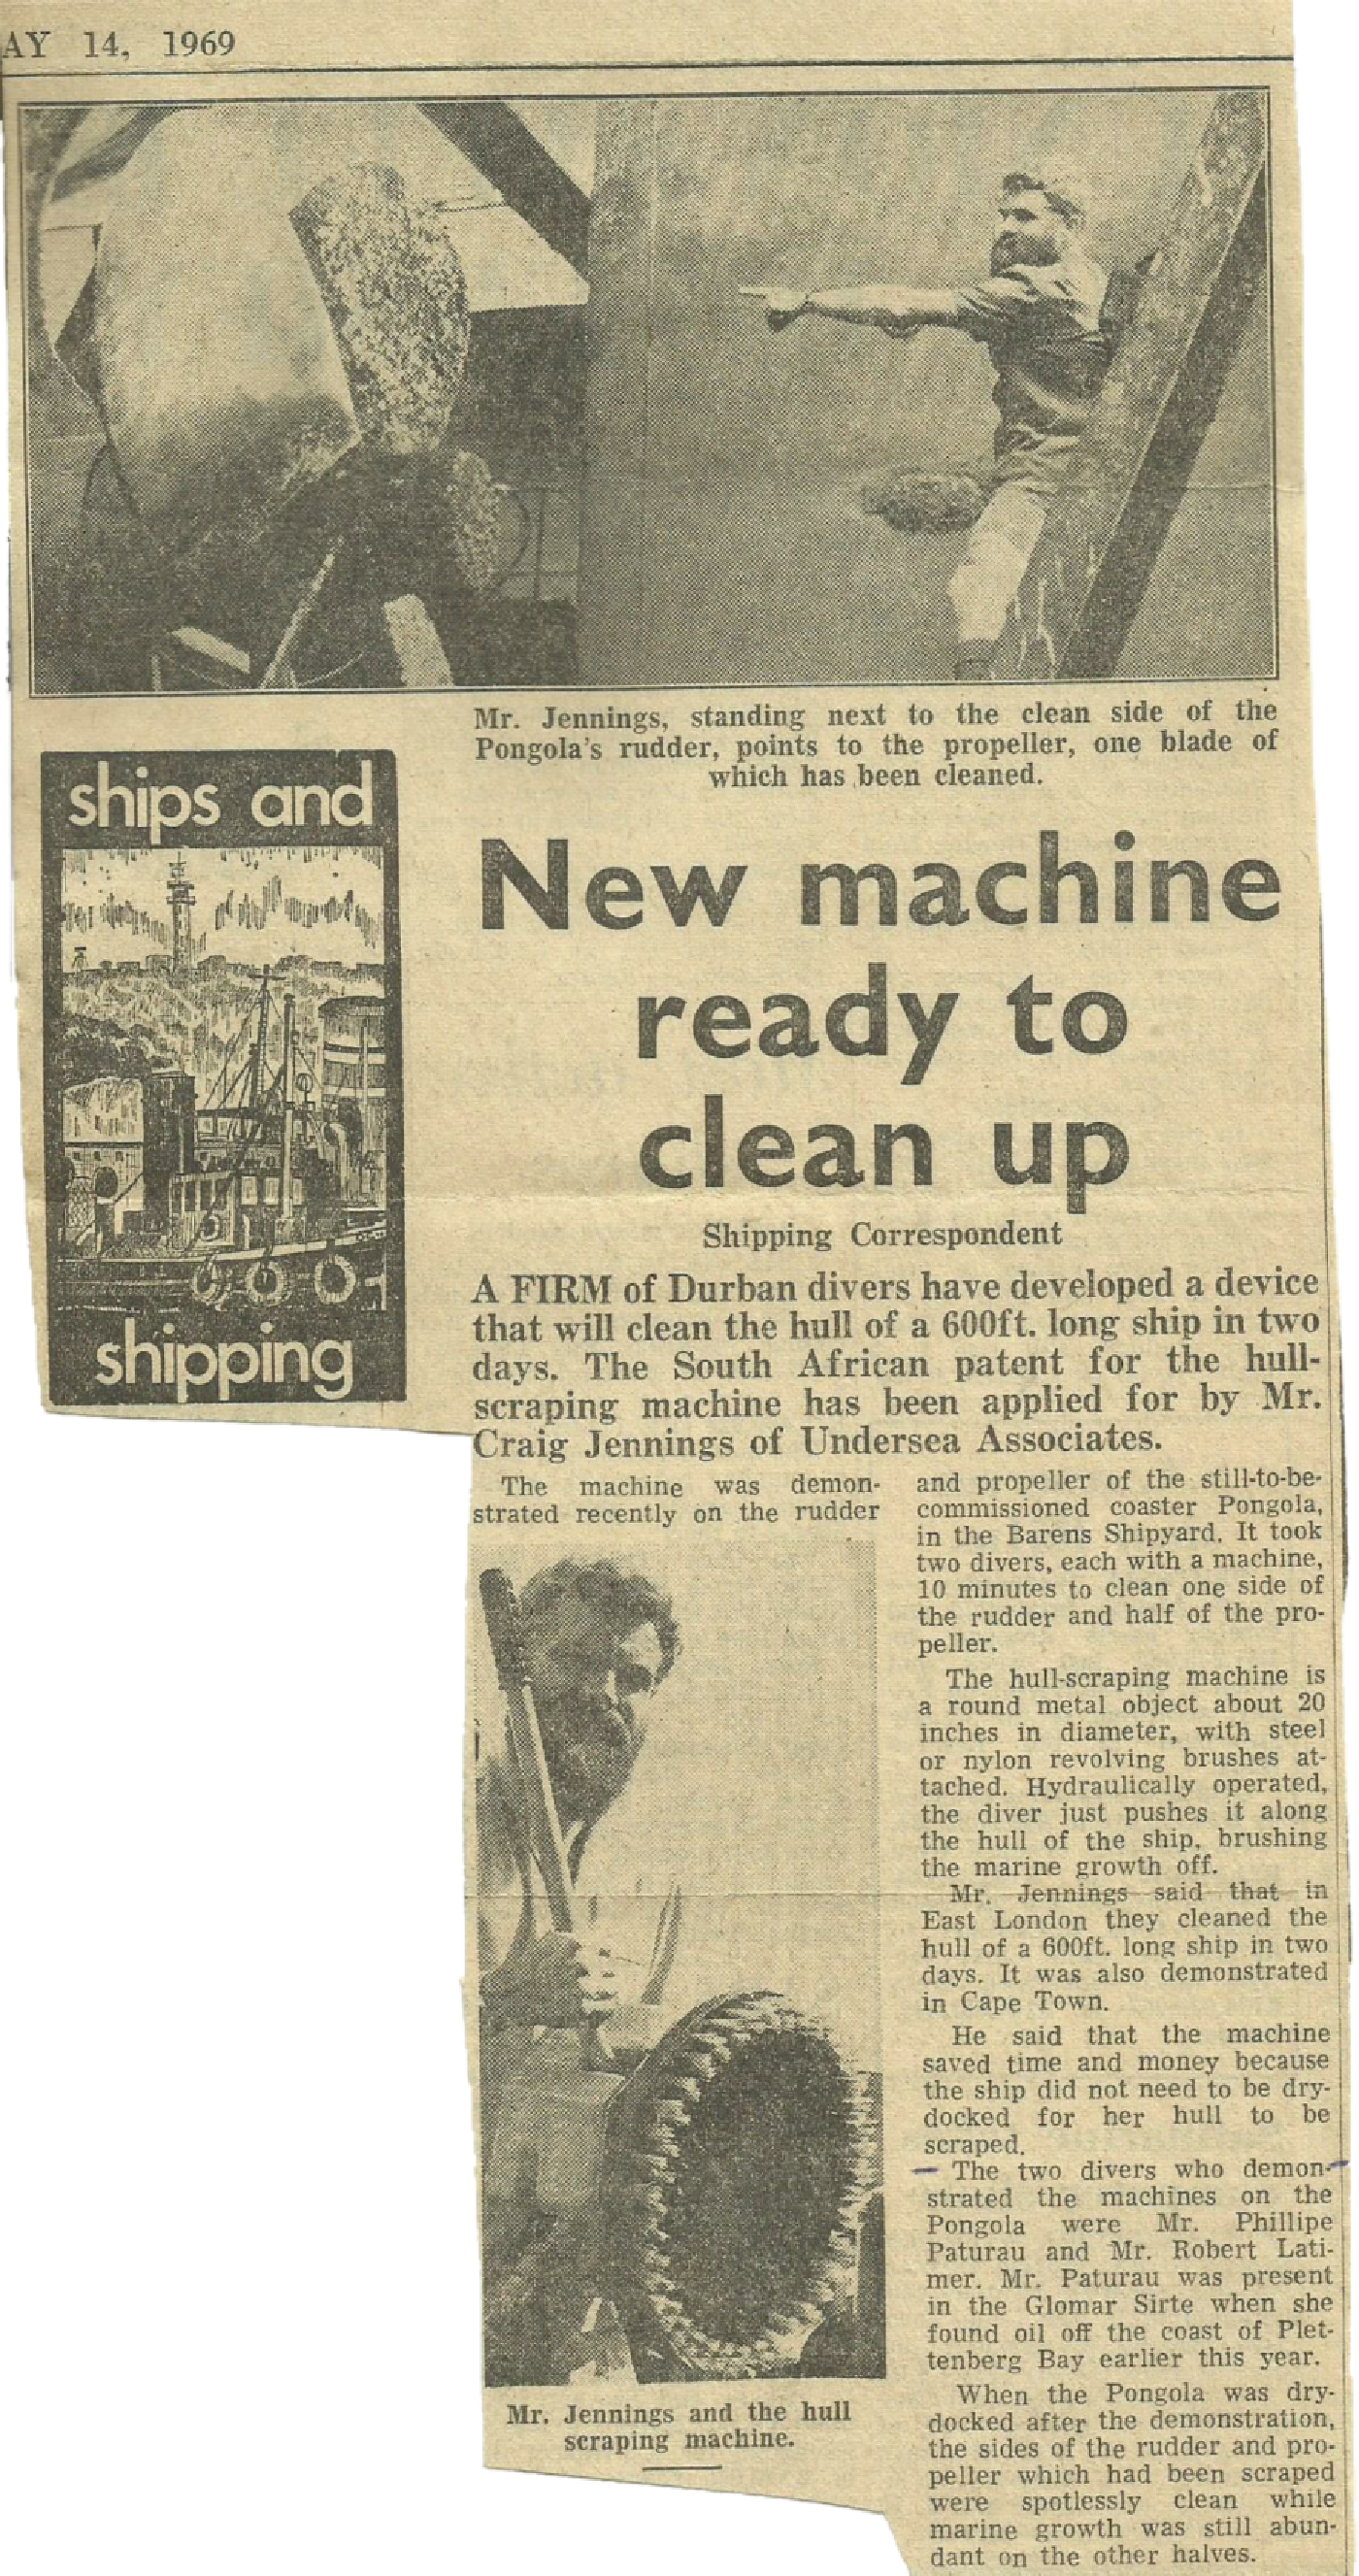 AY 14, 1969
Mr. Jennings, standing next to the clean side of the
Pongola's rudder, points to the propeller, one blade of
which has been cleaned.
ships and
shipping
New machine
ready to
clean up
Shipping Correspondent
A FIRM of Durban divers have developed a device
that will clean the hull of a 600ft. long ship in two
days. The South African patent for the hull-
scraping machine has been applied for by Mr.
Craig Jennings of Undersea Associates.
The machine was demon-
strated recently on the rudder
Mr. Jennings and the hull
scraping machine.
and propeller of the still-to-be-
commissioned coaster Pongola,
in the Barens Shipyard. It took
two divers, each with a machine,
10 minutes to clean one side of
the rudder and half of the pro-
peller.
The hull-scraping machine is
a round metal object about 20
inches in diameter, with steel
or nylon revolving brushes at-
tached. Hydraulically operated,
the diver just pushes it along
the hull of the ship, brushing
the marine growth off.
Mr. Jennings said that in
East London they cleaned the
hull of a 600ft. long ship in two
days. It was also demonstrated
in Cape Town.
He said that the machine
saved time and money because
the ship did not need to be dry-
docked for her hull to be
scraped.
The two divers who demon-
strated the machines on the
Pongola were Mr. Phillipe
Paturau and Mr. Robert Lati-
mer. Mr. Paturau was present
in the Glomar Sirte when she
found oil off the coast of Plet-
tenberg Bay earlier this year.
When the Pongola was dry-
docked after the demonstration,
the sides of the rudder and pro-
peller which had been scraped
were spotlessly clean while
marine growth was still abun-
dant on the other halves.